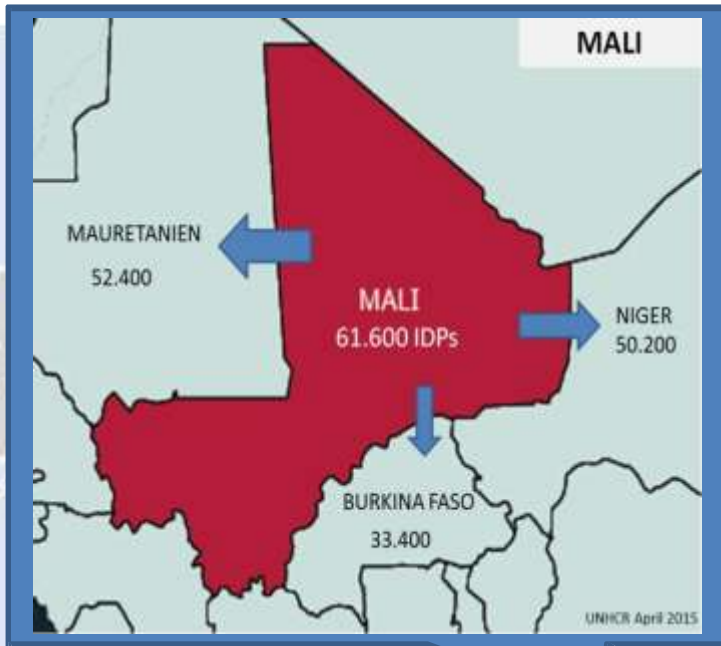 MALI
MAURETANIEN
52.400
MALI
61.600 IDPs
NIGER
50.200
BURKINA FASO
33.400
UNHCR April 2015